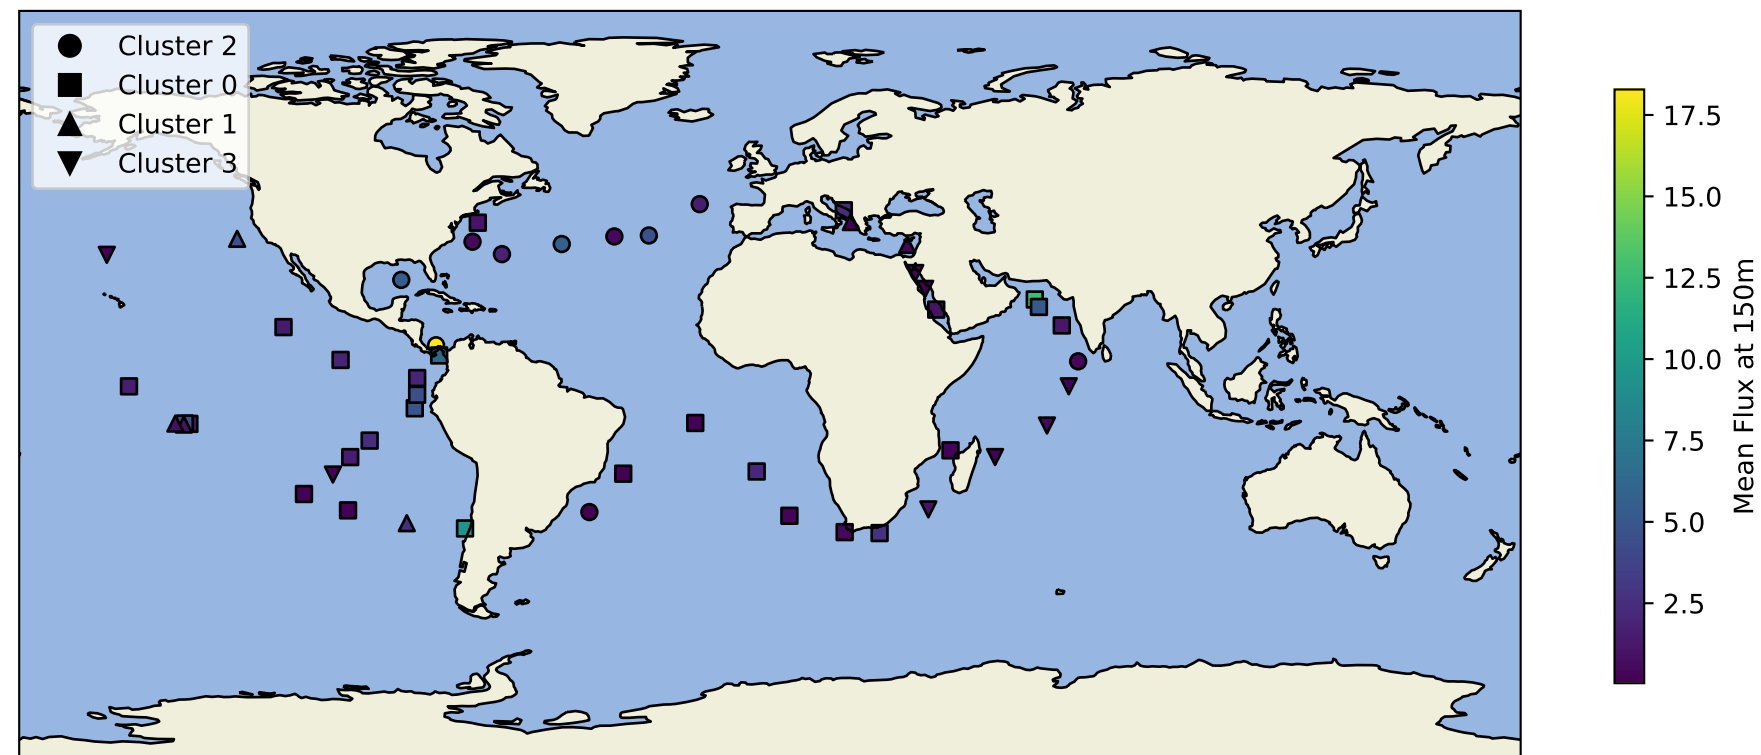 Cluster 2
Cluster 0
Cluster 1
Cluster 3
17.5
15.0
12.5
10.0
7.5
5.0
2.5
Mean Flux at 150m